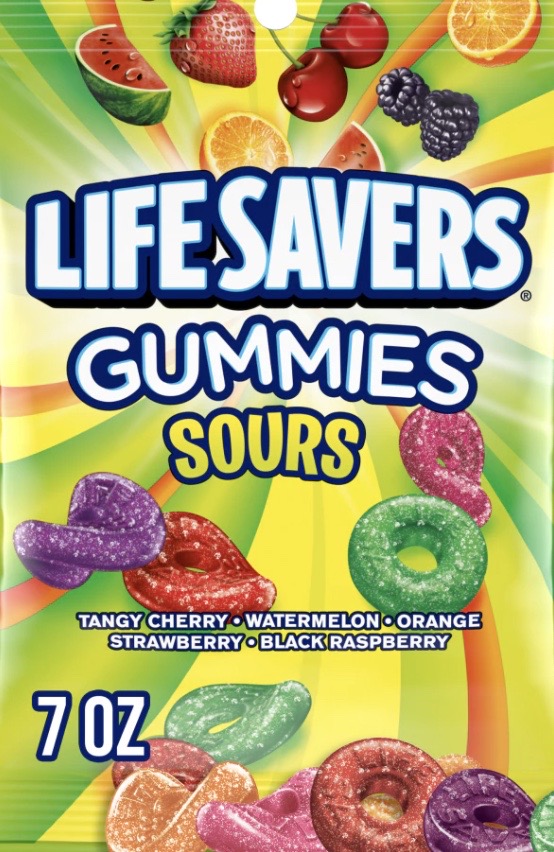 LIFE SAVERS®
GUMMIES
SOURS
TANGY CHERRY • WATERMELON • ORANGE
STRAWBERRY • BLACK RASPBERRY
7 OZ